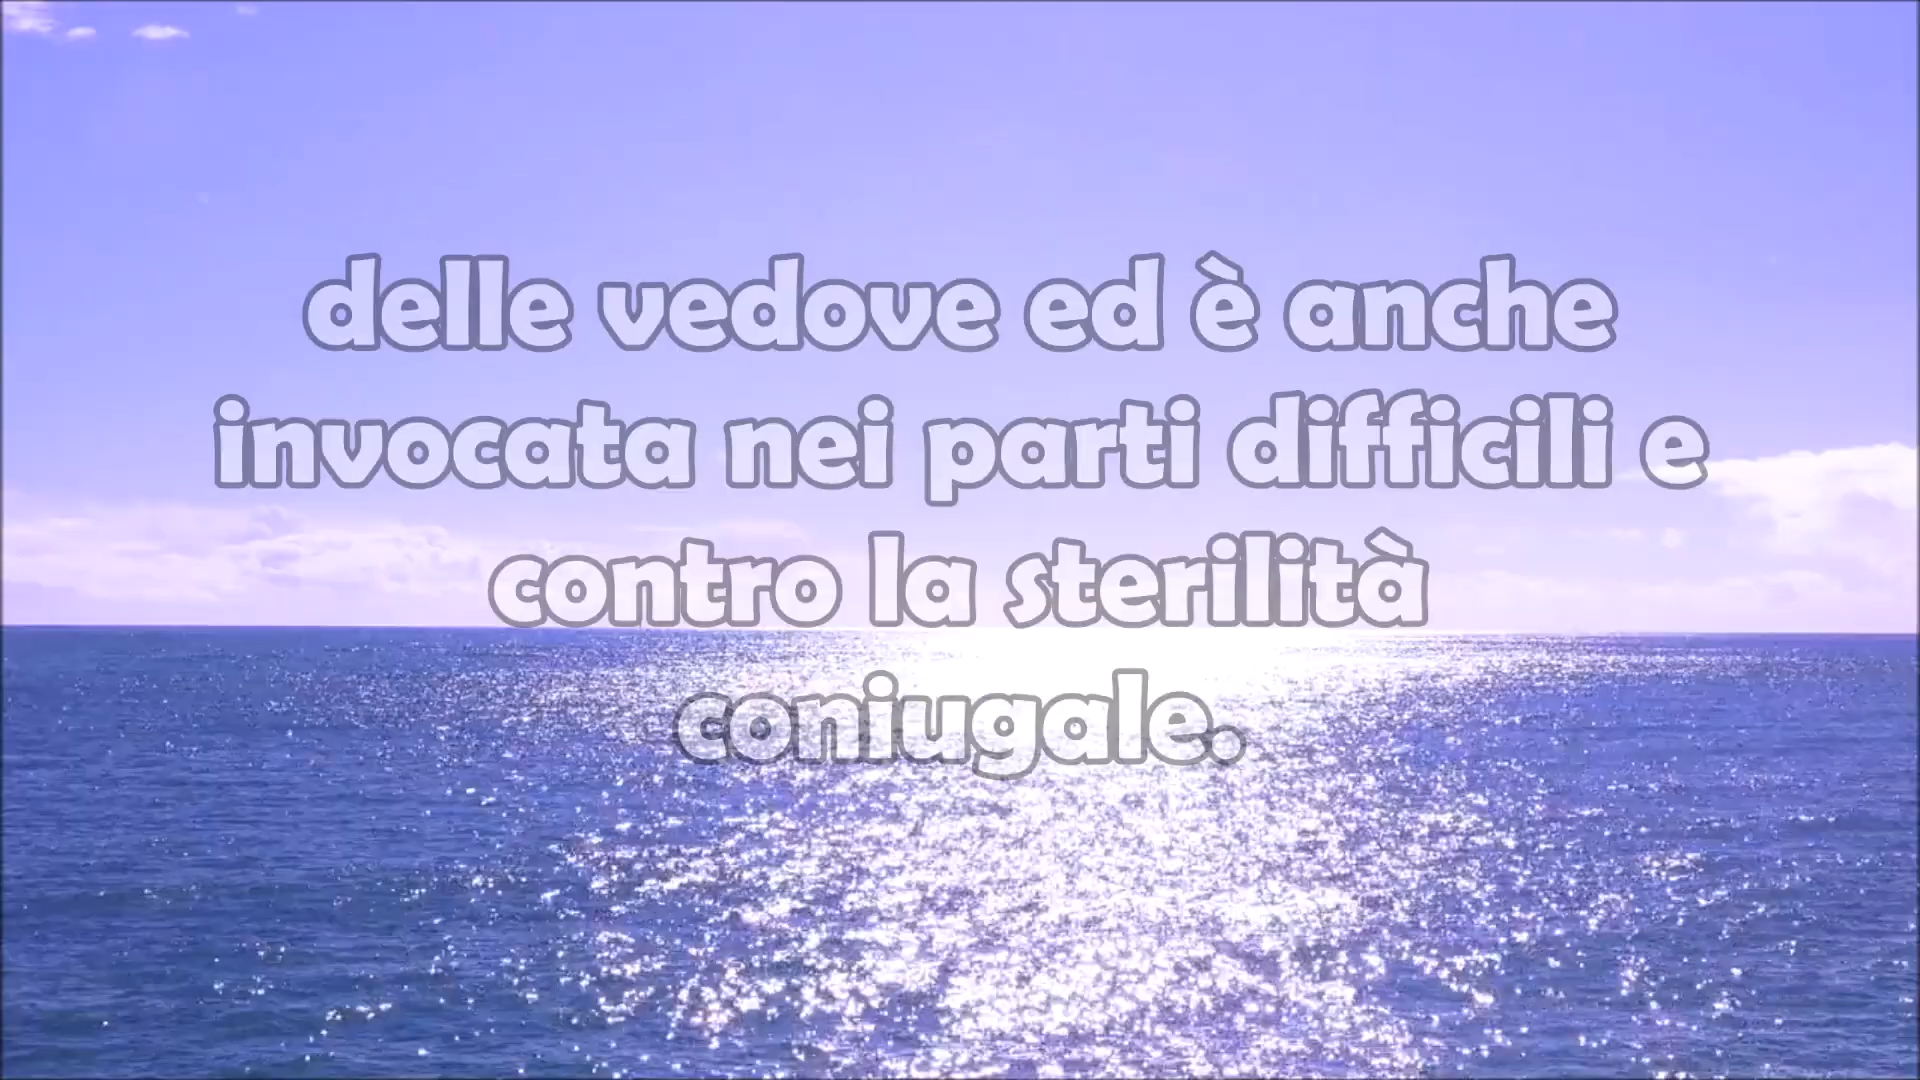 delle vedove ed è anche
invocata nei parti difficili e
contro la sterilità
coniugale.